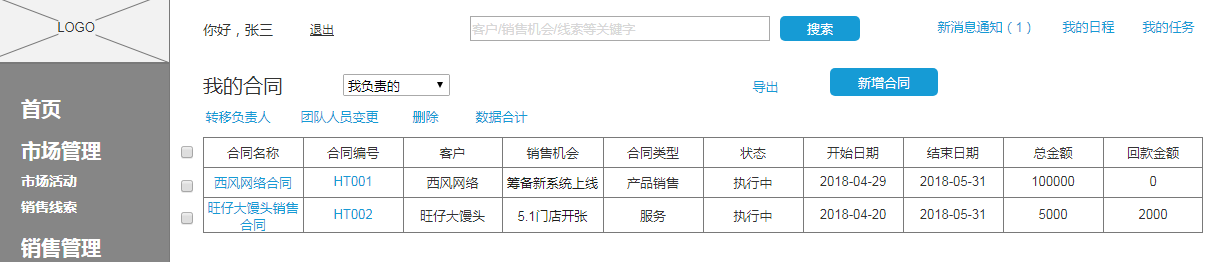 LOGO
你好，张三 退出
客户/销售机会/线索等关键字
搜索
新消息通知（1） 我的日程 我的任务
首页
市场管理
市场活动
销售线索
销售管理
我的合同 我负责的 导出 新增合同
转移负责人 团队人员变更 删除 数据合计
合同名称 合同编号 客户 销售机会 合同类型 状态 开始日期 结束日期 总金额 回款金额
西风网络合同 HT001 西风网络 筹备新系统上线 产品销售 执行中 2018-04-29 2018-05-31 100000 0
旺仔大馒头销售合同 HT002 旺仔大馒头 5.1门店开张 服务 执行中 2018-04-20 2018-05-31 5000 2000